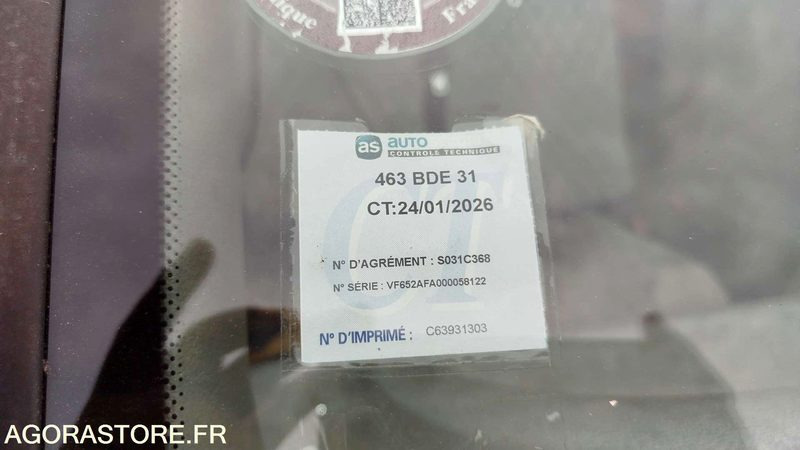 Fra
as AUTO
CONTROLE TECHNIQUE
463 BDE 31
CT:24/01/2026
N° D'AGRÉMENT : S031C368
N° SÉRIE : VF652AFA000058122
N° D'IMPRIMÉ : C63931303
AGORASTORE.FR